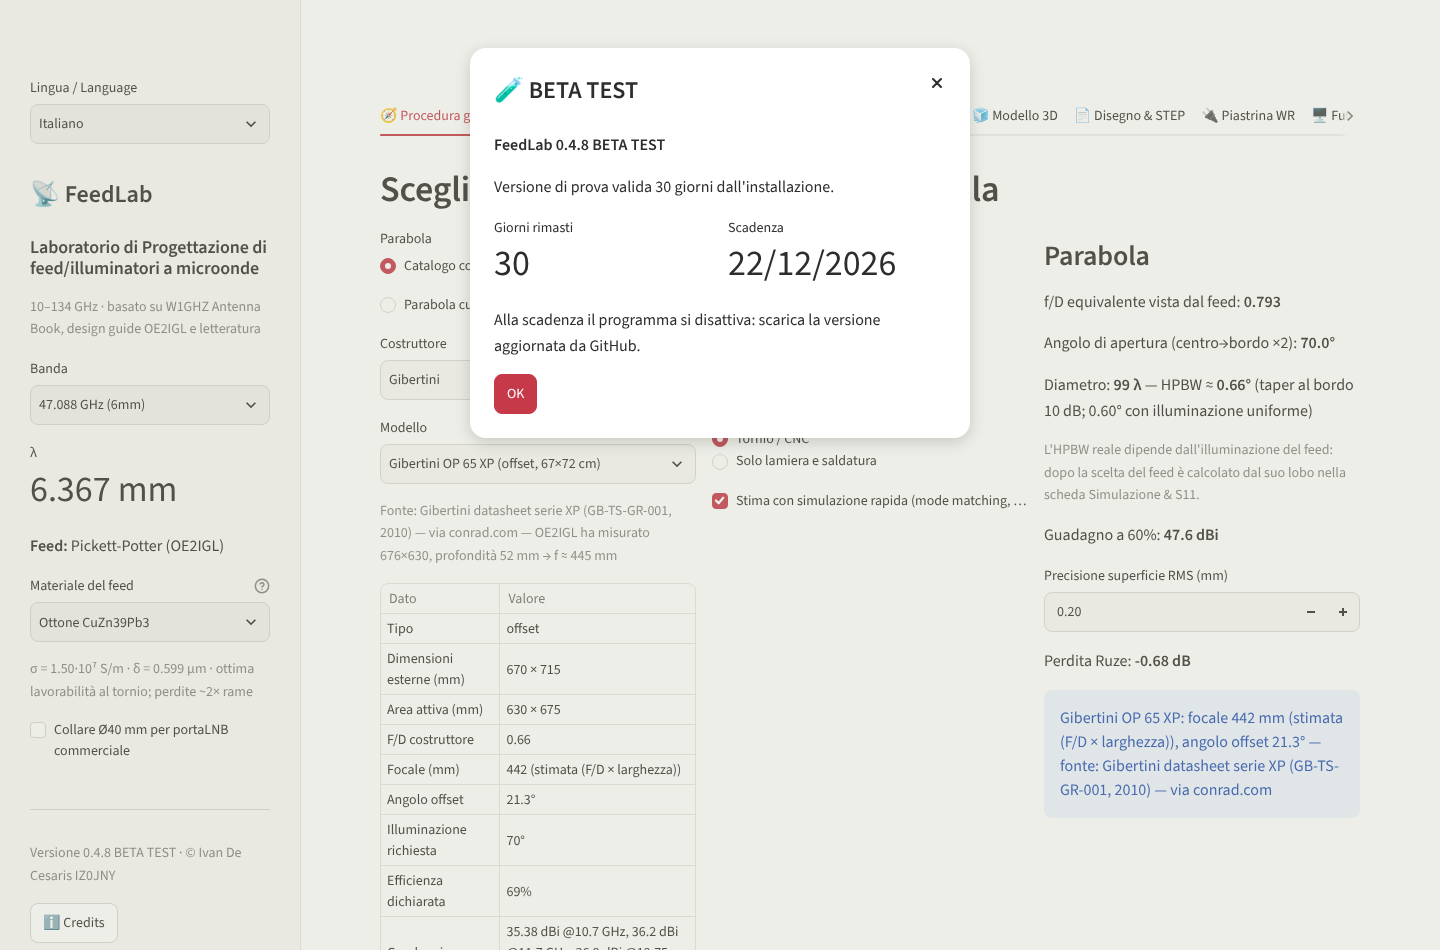 Lingua / Language
Italiano
📡 FeedLab
Laboratorio di Progettazione di
feed/illuminatori a microonde
10–134 GHz · basato su W1GHZ Antenna
Book, design guide OE2IGL e letteratura
Banda
47.088 GHz (6mm)
λ
6.367 mm
Feed: Pickett-Potter (OE2IGL)
Materiale del feed
Ottone CuZn39Pb3
σ = 1.50·10⁷ S/m · δ = 0.599 µm · ottima
lavorabilità al tornio; perdite ~2× rame
Collare Ø40 mm per portaLNB
commerciale
Versione 0.4.8 BETA TEST · © Ivan De
Cesaris IZ0JNY
ℹ️ Credits
🧪 BETA TEST
FeedLab 0.4.8 BETA TEST
Versione di prova valida 30 giorni dall'installazione.
Giorni rimasti
30
Scadenza
22/12/2026
Alla scadenza il programma si disattiva: scarica la versione
aggiornata da GitHub.
OK
🧭 Procedura g
🧊 Modello 3D
📄 Disegno & STEP
🔌 Piastrina WR
🖥️ Fu
Scegli
la
Parabola
Catalogo co
Parabola cu
Costruttore
Gibertini
Modello
Gibertini OP 65 XP (offset, 67×72 cm)
Fonte: Gibertini datasheet serie XP (GB-TS-GR-001,
2010) — via conrad.com — OE2IGL ha misurato
676×630, profondità 52 mm → f ≈ 445 mm
Dato Valore
Tipo offset
Dimensioni
esterne (mm) 670 × 715
Area attiva (mm) 630 × 675
F/D costruttore 0.66
Focale (mm) 442 (stimata (F/D × larghezza))
Angolo offset 21.3°
Illuminazione
richiesta 70°
Efficienza
dichiarata 69%
35.38 dBi @10.7 GHz, 36.2 dBi
Tornio / CNC
Solo lamiera e saldatura
Stima con simulazione rapida (mode matching, …
Parabola
f/D equivalente vista dal feed: 0.793
Angolo di apertura (centro→bordo ×2): 70.0°
Diametro: 99 λ — HPBW ≈ 0.66° (taper al bordo
10 dB; 0.60° con illuminazione uniforme)
L'HPBW reale dipende dall'illuminazione del feed:
dopo la scelta del feed è calcolato dal suo lobo nella
scheda Simulazione & S11.
Guadagno a 60%: 47.6 dBi
Precisione superficie RMS (mm)
0.20
Perdita Ruze: -0.68 dB
Gibertini OP 65 XP: focale 442 mm (stimata
(F/D × larghezza)), angolo offset 21.3° —
fonte: Gibertini datasheet serie XP (GB-TS-
GR-001, 2010) — via conrad.com